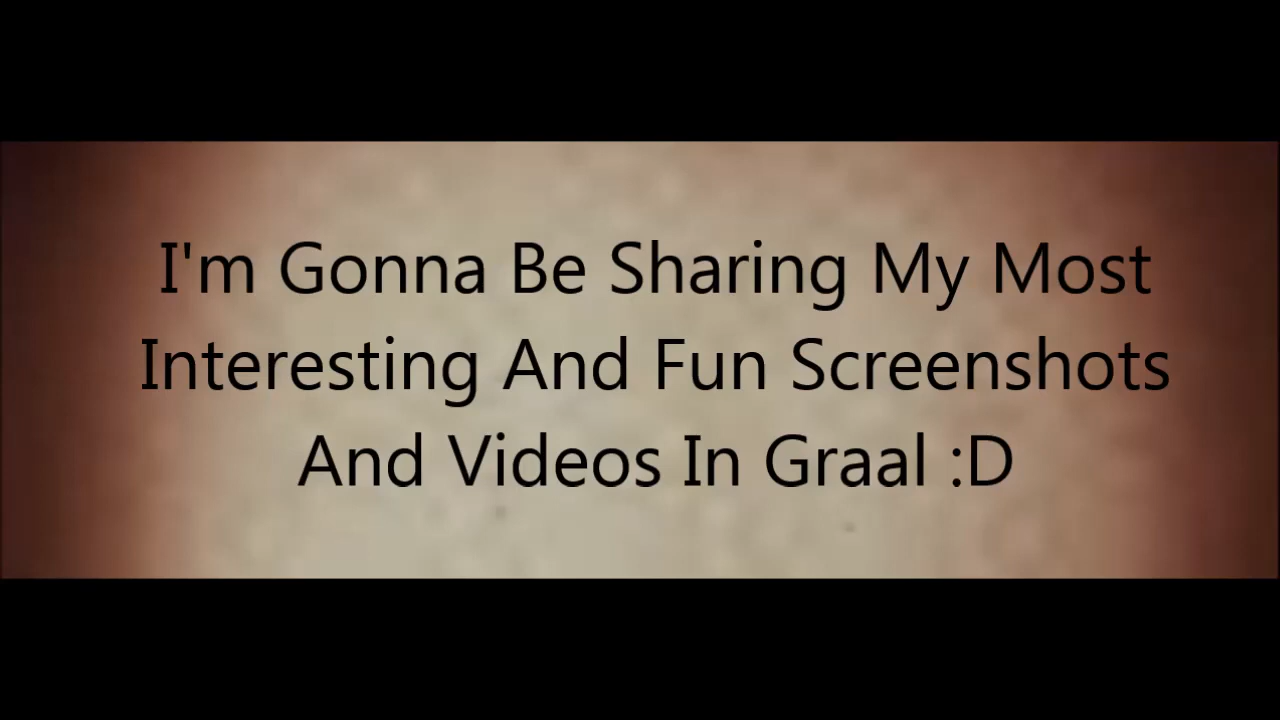 I'm Gonna Be Sharing My Most
Interesting And Fun Screenshots
And Videos In Graal :D